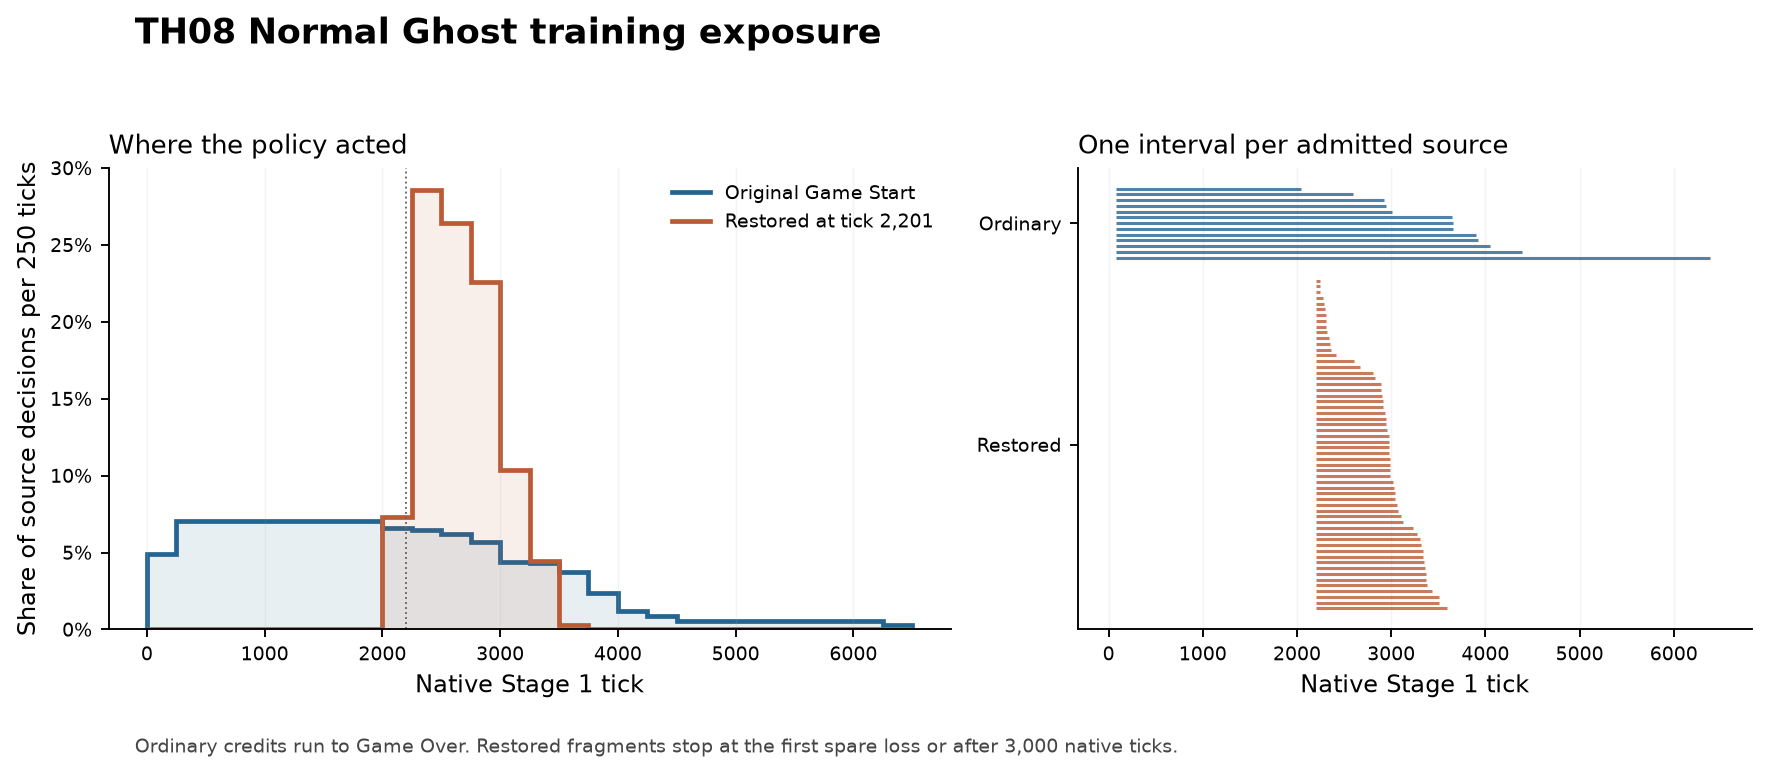 TH08 Normal Ghost training exposure
Where the policy acted
Share of source decisions per 250 ticks
30%
25%
20%
15%
10%
5%
0%
Original Game Start
Restored at tick 2,201
0 1000 2000 3000 4000 5000 6000
Native Stage 1 tick
One interval per admitted source
Ordinary
Restored
0 1000 2000 3000 4000 5000 6000
Native Stage 1 tick
Ordinary credits run to Game Over. Restored fragments stop at the first spare loss or after 3,000 native ticks.